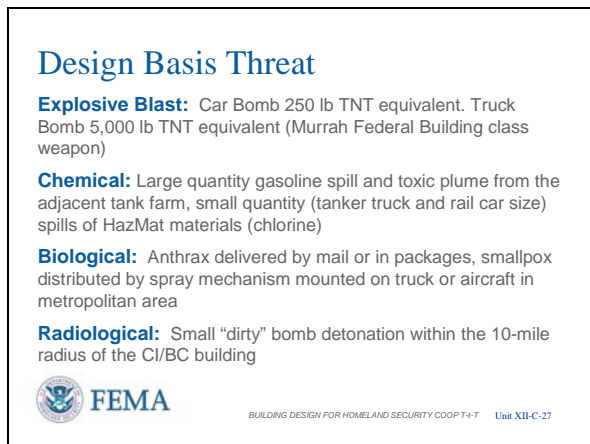 Design Basis Threat
Explosive Blast: Car Bomb 250 lb TNT equivalent. Truck
Bomb 5,000 lb TNT equivalent (Murrah Federal Building class
weapon)
Chemical: Large quantity gasoline spill and toxic plume from the
adjacent tank farm, small quantity (tanker truck and rail car size)
spills of HazMat materials (chlorine)
Biological: Anthrax delivered by mail or in packages, smallpox
distributed by spray mechanism mounted on truck or aircraft in
metropolitan area
Radiological: Small “dirty” bomb detonation within the 10-mile
radius of the CI/BC building
FEMA
BUILDING DESIGN FOR HOMELAND SECURITY COOP T-t-T Unit XII-C-27